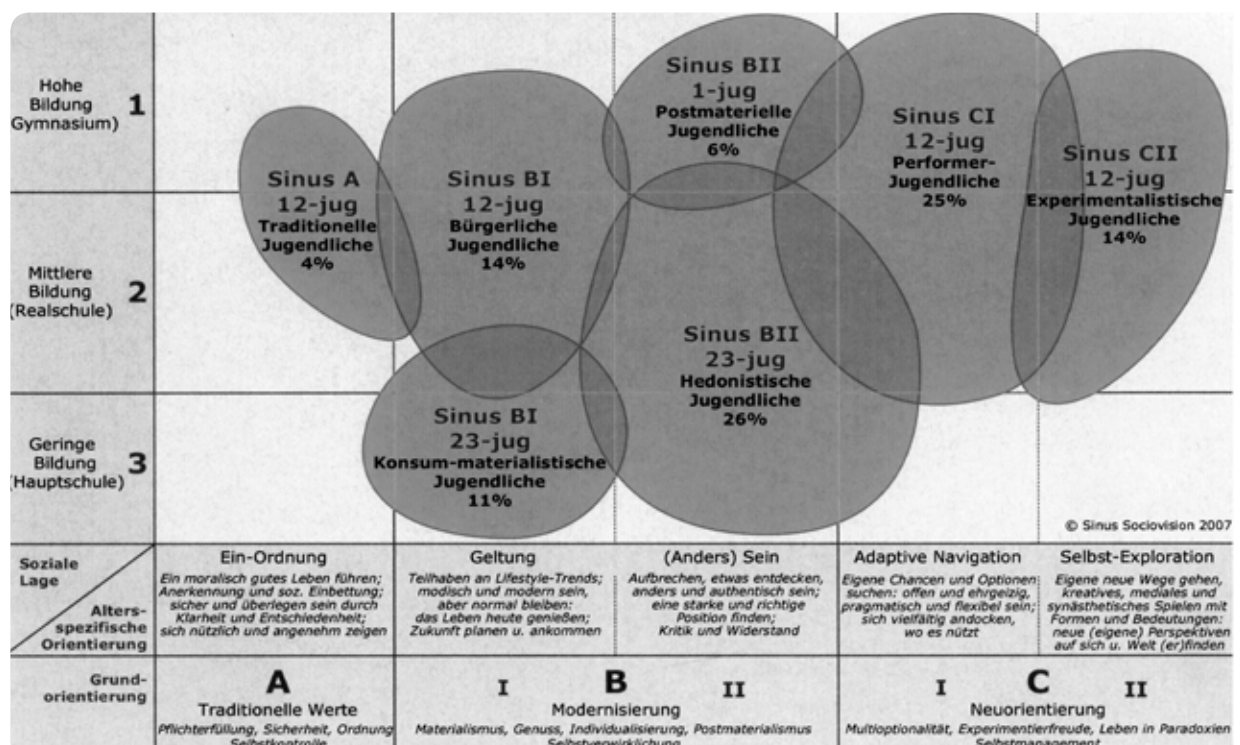 Hohe
Bildung
Gymnasium)
1
Sinus A
12-jug
Traditionelle
Jugendliche
4%
Sinus BI
12-jug
Bürgerliche
Jugendliche
14%
Sinus BII
1-jug
Postmaterielle
Jugendliche
6%
Sinus CI
12-jug
Performer-
Jugendliche
25%
Sinus CII
12-jug
Experimentalistische
Jugendliche
14%
Mittlere
Bildung
(Realschule)
2
Sinus BII
23-jug
Hedonistische
Jugendliche
26%
Geringe
Bildung
(Hauptschule)
3
Sinus BI
23-jug
Konsum-materialistische
Jugendliche
11%
© Sinus Sociovision 2007
Soziale
Lage
Alters-
spezifische
Orientierung
Ein-Ordnung
Ein moralisch gutes Leben führen;
Anerkennung und soz. Einbettung;
sicher und überlegen sein durch
Klarheit und Entschiedenheit;
sich nützlich und angenehm zeigen
Geltung
Teilhaben an Lifestyle-Trends;
modisch und modern sein,
aber normal bleiben:
das Leben heute genießen;
Zukunft planen u. ankommen
(Anders) Sein
Aufbrechen, etwas entdecken,
anders und authentisch sein;
eine starke und richtige
Position finden;
Kritik und Widerstand
Adaptive Navigation
Eigene Chancen und Optionen
suchen: offen und ehrgeizig,
pragmatisch und flexibel sein;
sich vielfältig andocken,
wo es nützt
Selbst-Exploration
Eigene neue Wege gehen,
kreatives, mediales und
synästhetisches Spielen mit
Formen und Bedeutungen:
neue (eigene) Perspektiven
auf sich u. Welt (er)finden
Grund-
orientierung
A
Traditionelle Werte
Pflichterfüllung, Sicherheit, Ordnung
Selbstkontrolle
I B II
Modernisierung
Materialismus, Genuss, Individualisierung, Postmaterialismus
Selbstverwirklichung
I C II
Neuorientierung
Multioptionalität, Experimentierfreude, Leben in Paradoxien
Selbstmanagement